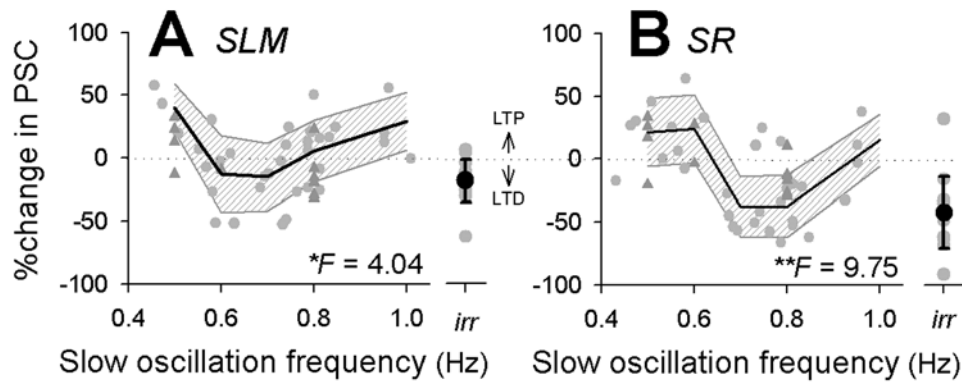 A SLM
B SR
%change in PSC
100
50
0
-50
-100
LTP
LTD
*F = 4.04
0.4 0.6 0.8 1.0 irr
Slow oscillation frequency (Hz)
100
50
0
-50
-100
**F = 9.75
0.4 0.6 0.8 1.0 irr
Slow oscillation frequency (Hz)